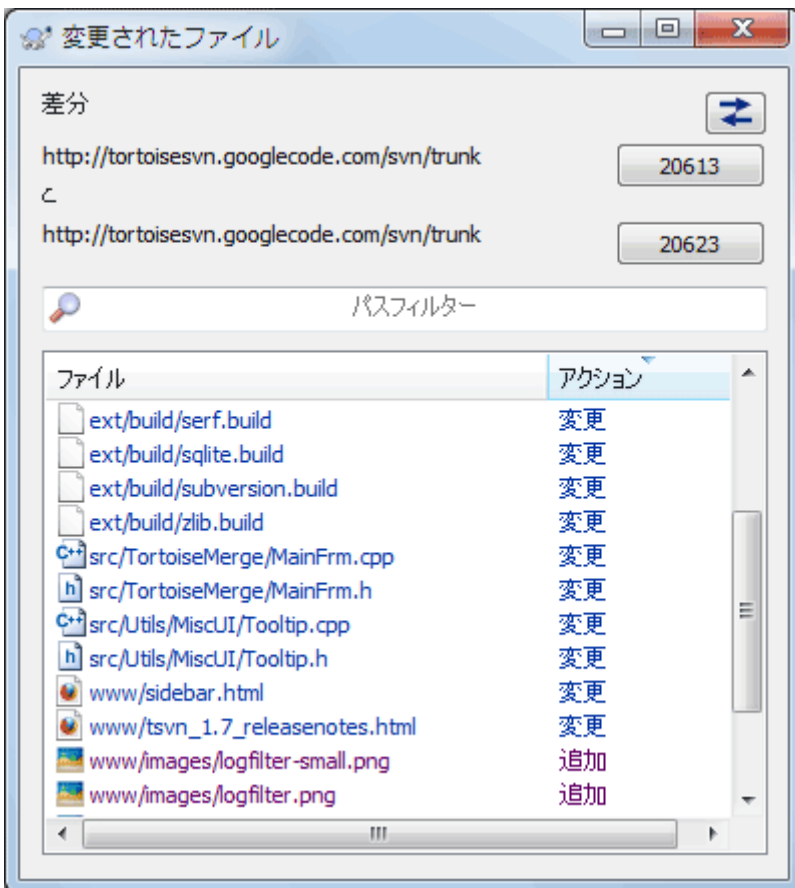 変更されたファイル
差分
http://tortoisesvn.googlecode.com/svn/trunk
20613
と
http://tortoisesvn.googlecode.com/svn/trunk
20623
パスフィルター
ファイル アクション
ext/build/serf.build 変更
ext/build/sqlite.build 変更
ext/build/subversion.build 変更
ext/build/zlib.build 変更
C++ src/TortoiseMerge/MainFrm.cpp 変更
h src/TortoiseMerge/MainFrm.h 変更
C++ src/Utils/MiscUI/Tooltip.cpp 変更
h src/Utils/MiscUI/Tooltip.h 変更
www/sidebar.html 変更
www/tsvn_1.7_releasenotes.html 変更
www/images/logfilter-small.png 追加
www/images/logfilter.png 追加